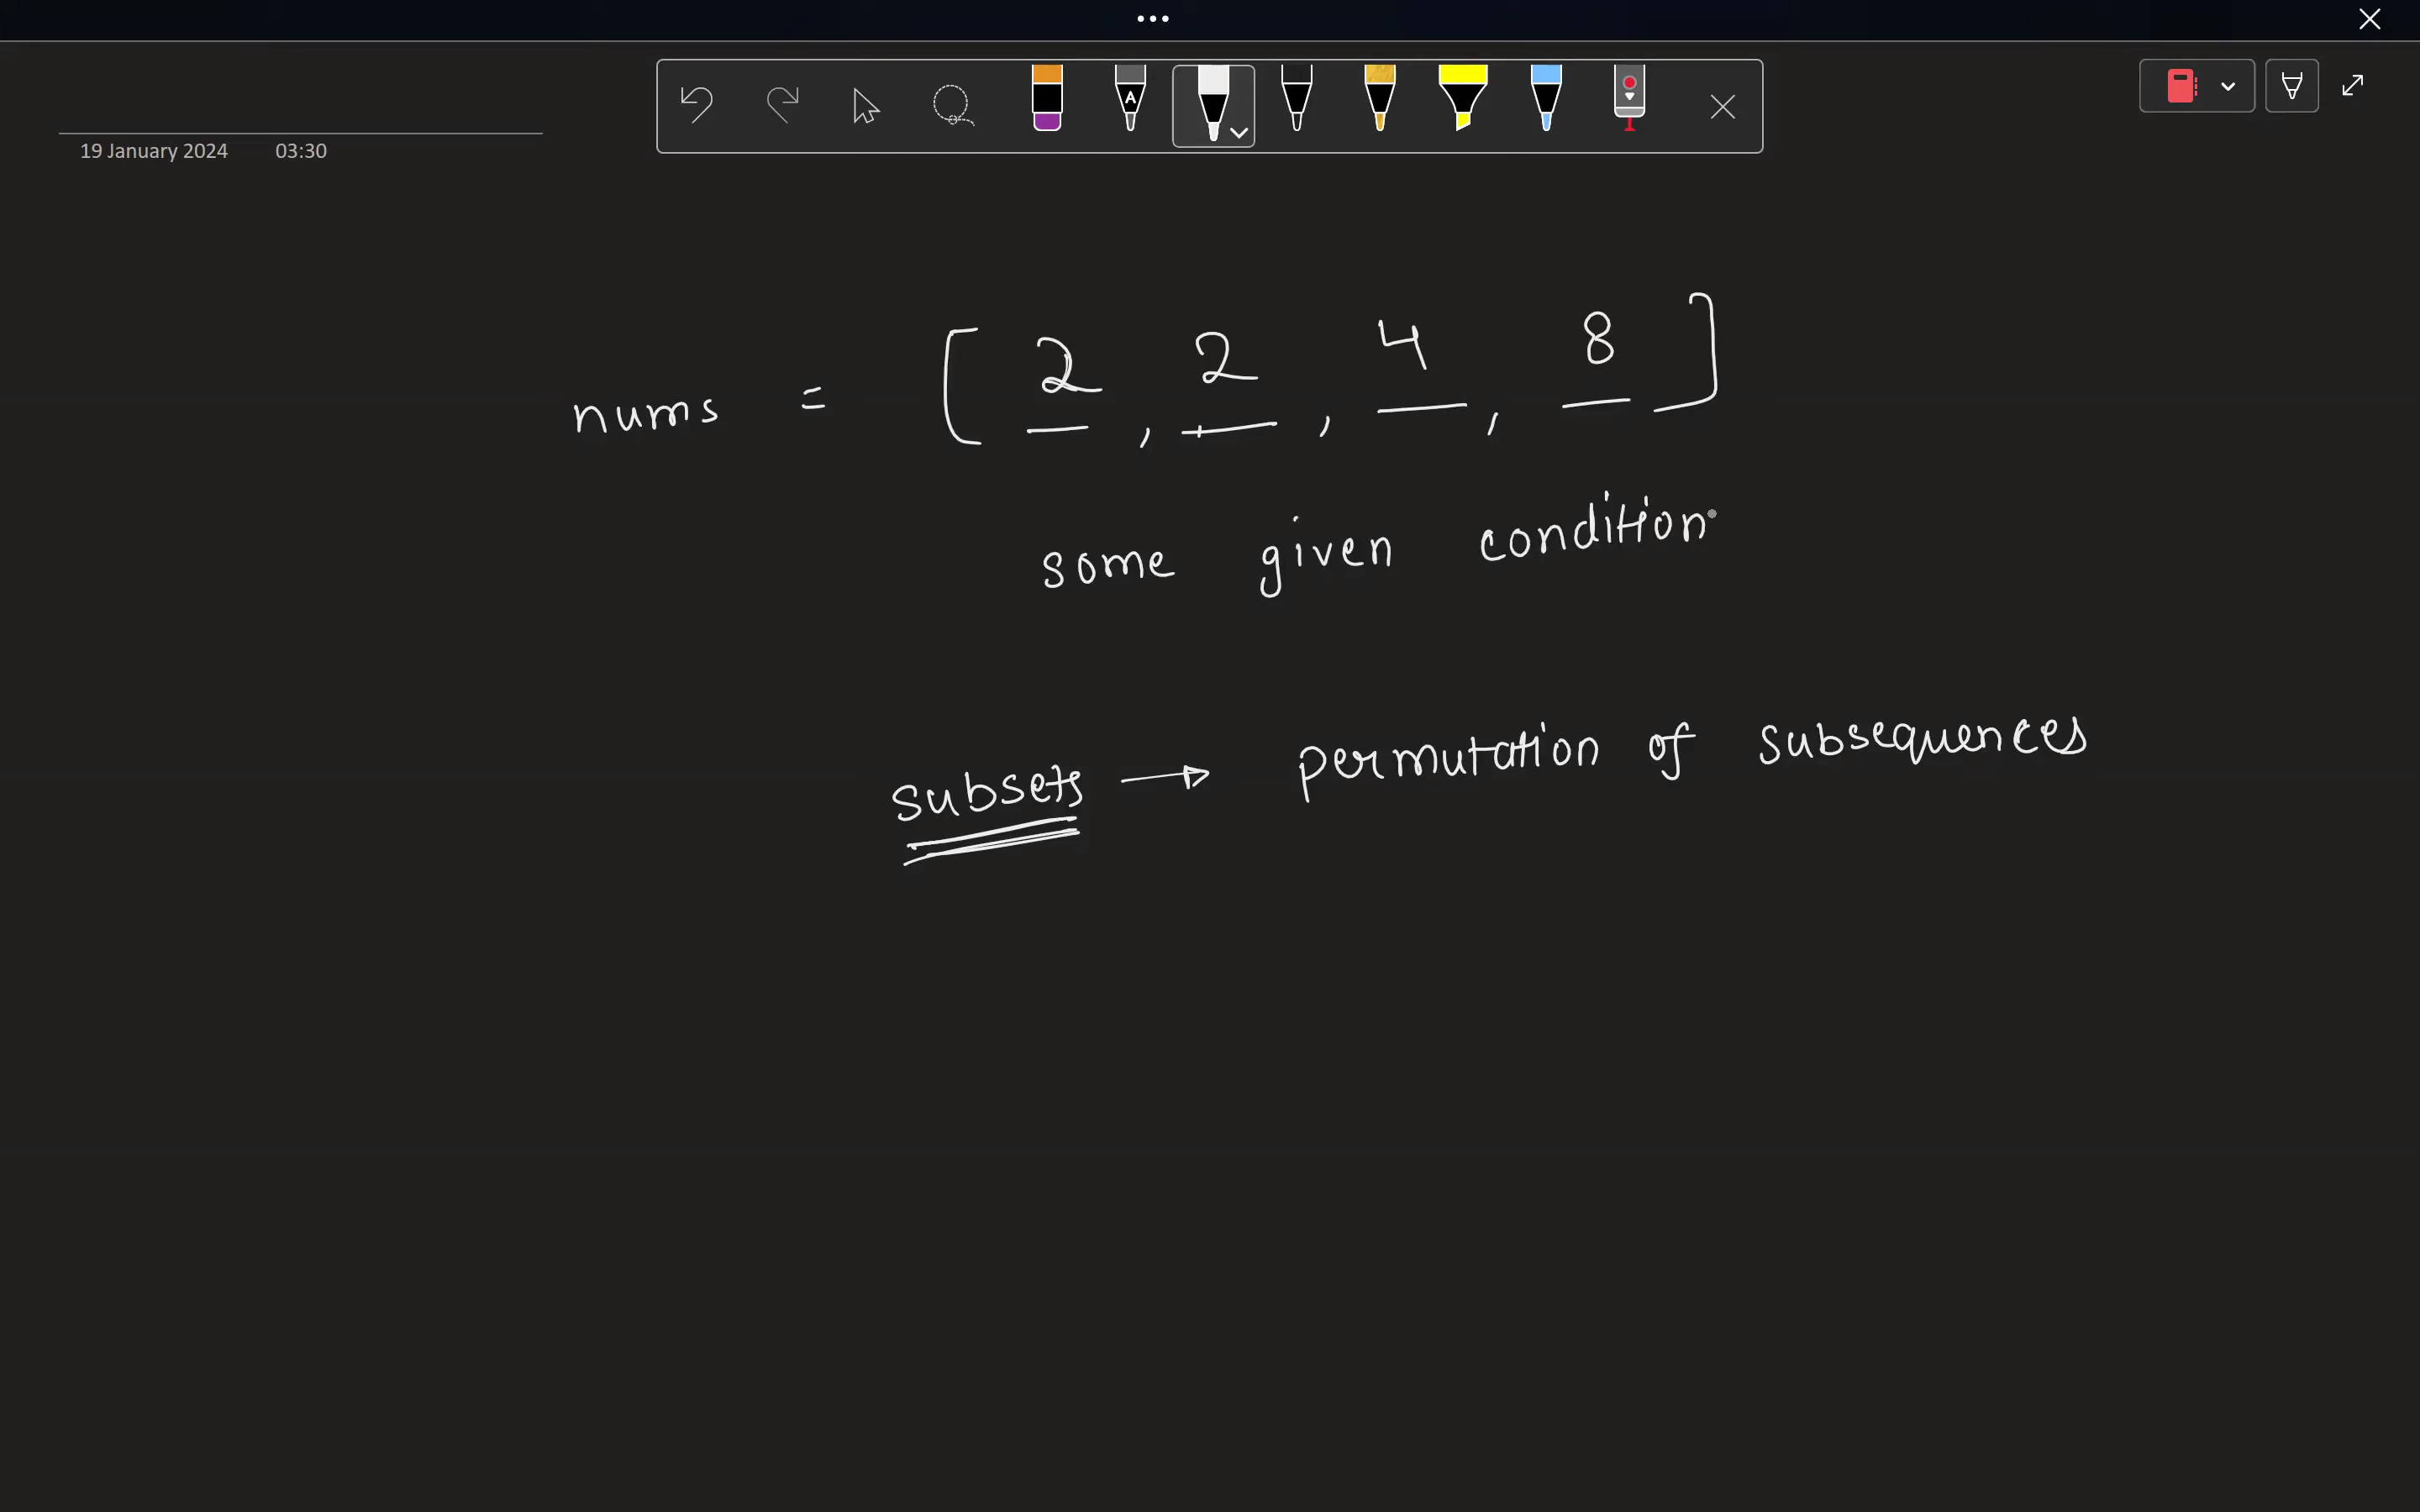 19 January 2024 03:30
nums = [ 2 , 2 , 4 , 8 ]
some given condition
subsets → permutation of subsequences